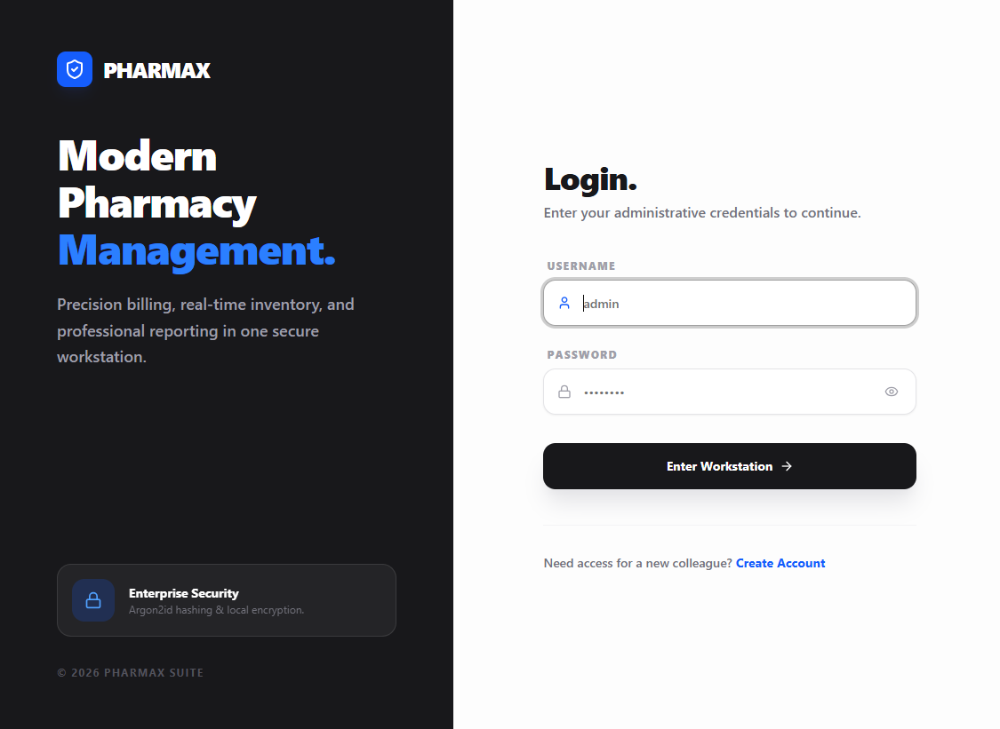 PHARMAX
Modern
Pharmacy
Management.
Precision billing, real-time inventory, and
professional reporting in one secure
workstation.
Enterprise Security
Argon2id hashing & local encryption.
© 2026 PHARMAX SUITE
Login.
Enter your administrative credentials to continue.
USERNAME
admin
PASSWORD
••••••••
Enter Workstation →
Need access for a new colleague? Create Account